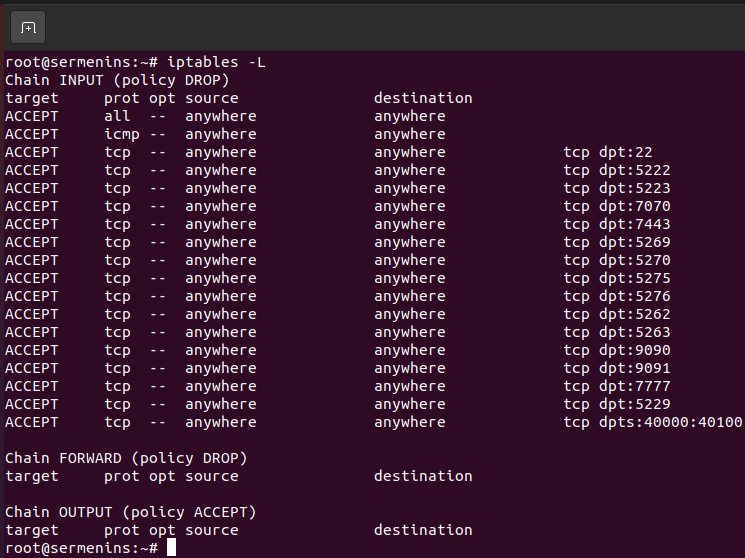 root@sermenins:~# iptables -L
Chain INPUT (policy DROP)
target     prot opt source               destination
ACCEPT     all  --  anywhere             anywhere
ACCEPT     icmp --  anywhere             anywhere
ACCEPT     tcp  --  anywhere             anywhere             tcp dpt:22
ACCEPT     tcp  --  anywhere             anywhere             tcp dpt:5222
ACCEPT     tcp  --  anywhere             anywhere             tcp dpt:5223
ACCEPT     tcp  --  anywhere             anywhere             tcp dpt:7070
ACCEPT     tcp  --  anywhere             anywhere             tcp dpt:7443
ACCEPT     tcp  --  anywhere             anywhere             tcp dpt:5269
ACCEPT     tcp  --  anywhere             anywhere             tcp dpt:5270
ACCEPT     tcp  --  anywhere             anywhere             tcp dpt:5275
ACCEPT     tcp  --  anywhere             anywhere             tcp dpt:5276
ACCEPT     tcp  --  anywhere             anywhere             tcp dpt:5262
ACCEPT     tcp  --  anywhere             anywhere             tcp dpt:5263
ACCEPT     tcp  --  anywhere             anywhere             tcp dpt:9090
ACCEPT     tcp  --  anywhere             anywhere             tcp dpt:9091
ACCEPT     tcp  --  anywhere             anywhere             tcp dpt:7777
ACCEPT     tcp  --  anywhere             anywhere             tcp dpt:5229
ACCEPT     tcp  --  anywhere             anywhere             tcp dpts:40000:40100

Chain FORWARD (policy DROP)
target     prot opt source               destination

Chain OUTPUT (policy ACCEPT)
target     prot opt source               destination
root@sermenins:~#